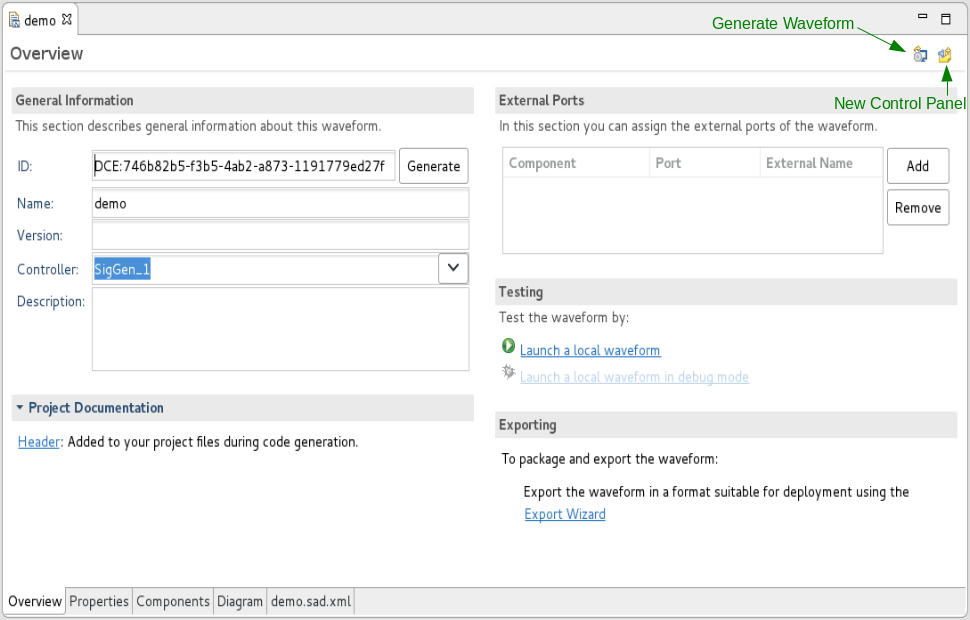 demo
Generate Waveform
Overview
New Control Panel
General Information
This section describes general information about this waveform.
ID:
DCE:746b82b5-f3b5-4ab2-a873-1191779ed27f
Generate
Name:
demo
Version:
Controller:
SigGen_1
Description:
Project Documentation
Header: Added to your project files during code generation.
External Ports
In this section you can assign the external ports of the waveform.
Component Port External Name
Add
Remove
Testing
Test the waveform by:
Launch a local waveform
Launch a local waveform in debug mode
Exporting
To package and export the waveform:
Export the waveform in a format suitable for deployment using the
Export Wizard
Overview Properties Components Diagram demo.sad.xml